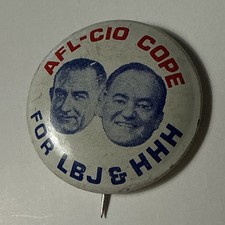 AFL-CIO COPE
FOR LBJ & HHH